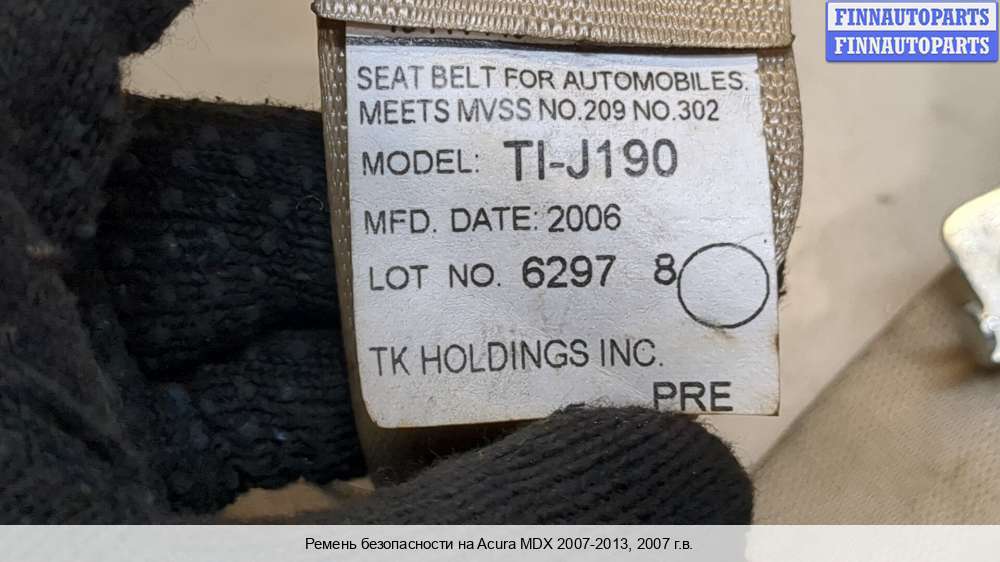 FINNAUTOPARTS
FINNAUTOPARTS
SEAT BELT FOR AUTOMOBILES.
MEETS MVSS NO.209 NO.302
MODEL: TI-J190
MFD. DATE: 2006
LOT NO. 6297 8
TK HOLDINGS INC.
PRE
Ремень безопасности на Acura MDX 2007-2013, 2007 г.в.